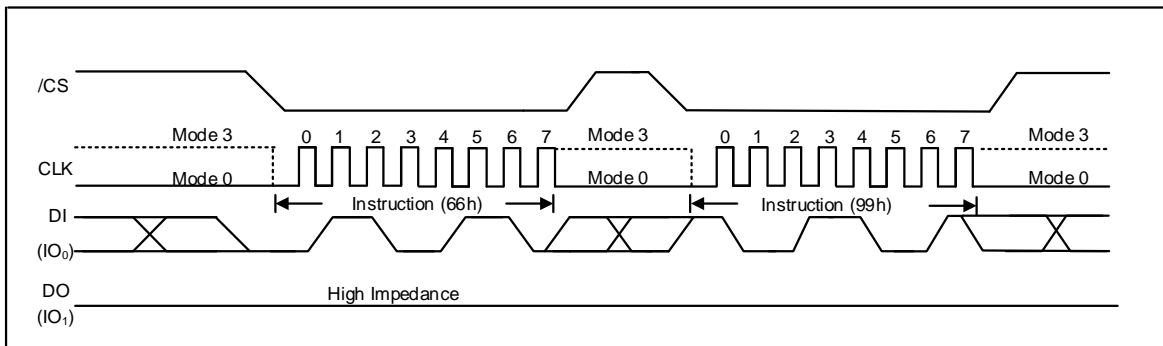 /CS
Mode 3
0 1 2 3 4 5 6 7
Mode 3
0 1 2 3 4 5 6 7
Mode 3
CLK
Mode 0
Mode 0
Mode 0
Instruction (66h)
Instruction (99h)
DI
(IO0)
DO
(IO1)
High Impedance